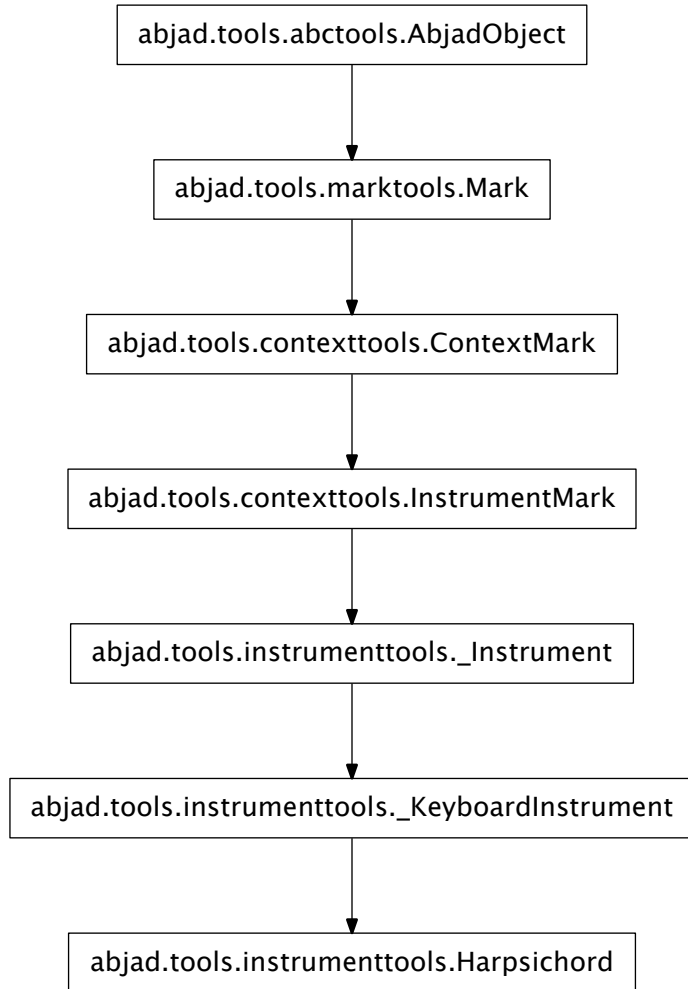 abjad.tools.abctools.AbjadObject
abjad.tools.marktools.Mark
abjad.tools.contexttools.ContextMark
abjad.tools.contexttools.InstrumentMark
abjad.tools.instrumenttools._Instrument
abjad.tools.instrumenttools._KeyboardInstrument
abjad.tools.instrumenttools.Harpsichord